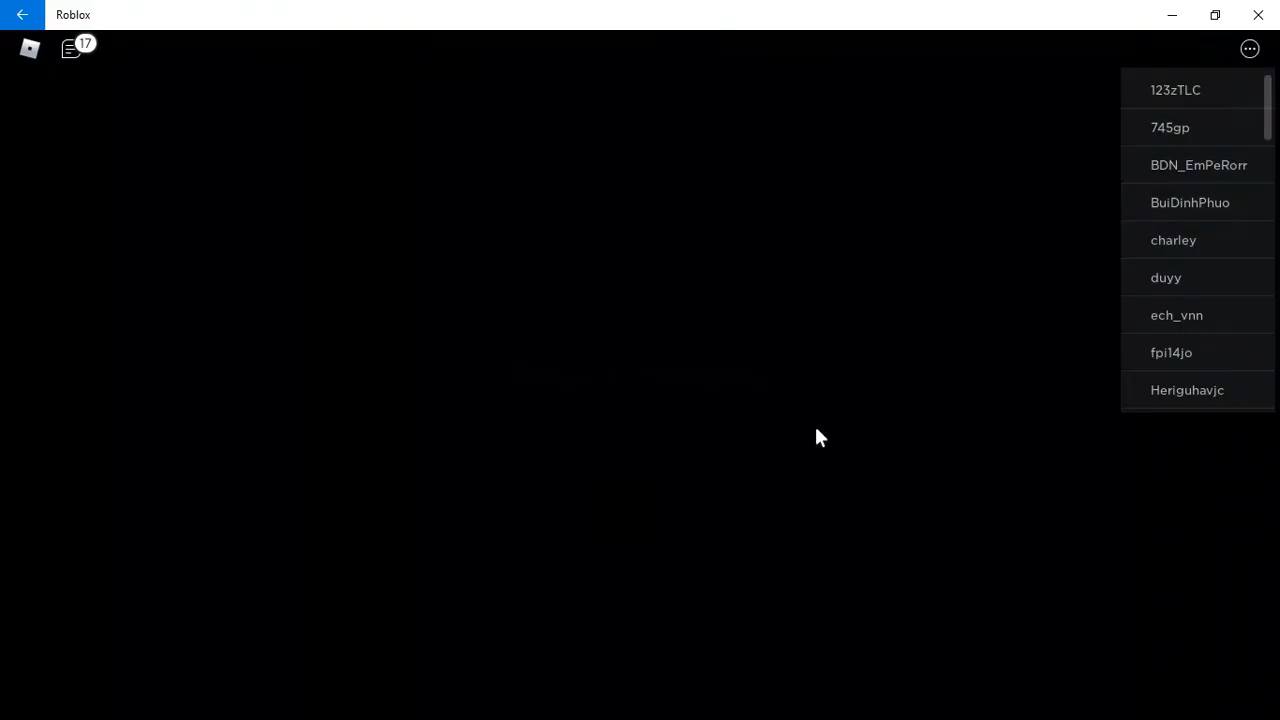 Roblox
17
123zTLC
745gp
BDN_EmPeRorr
BuiDinhPhuo
charley
duyy
ech_vnn
fpi14jo
Heriguhavjc